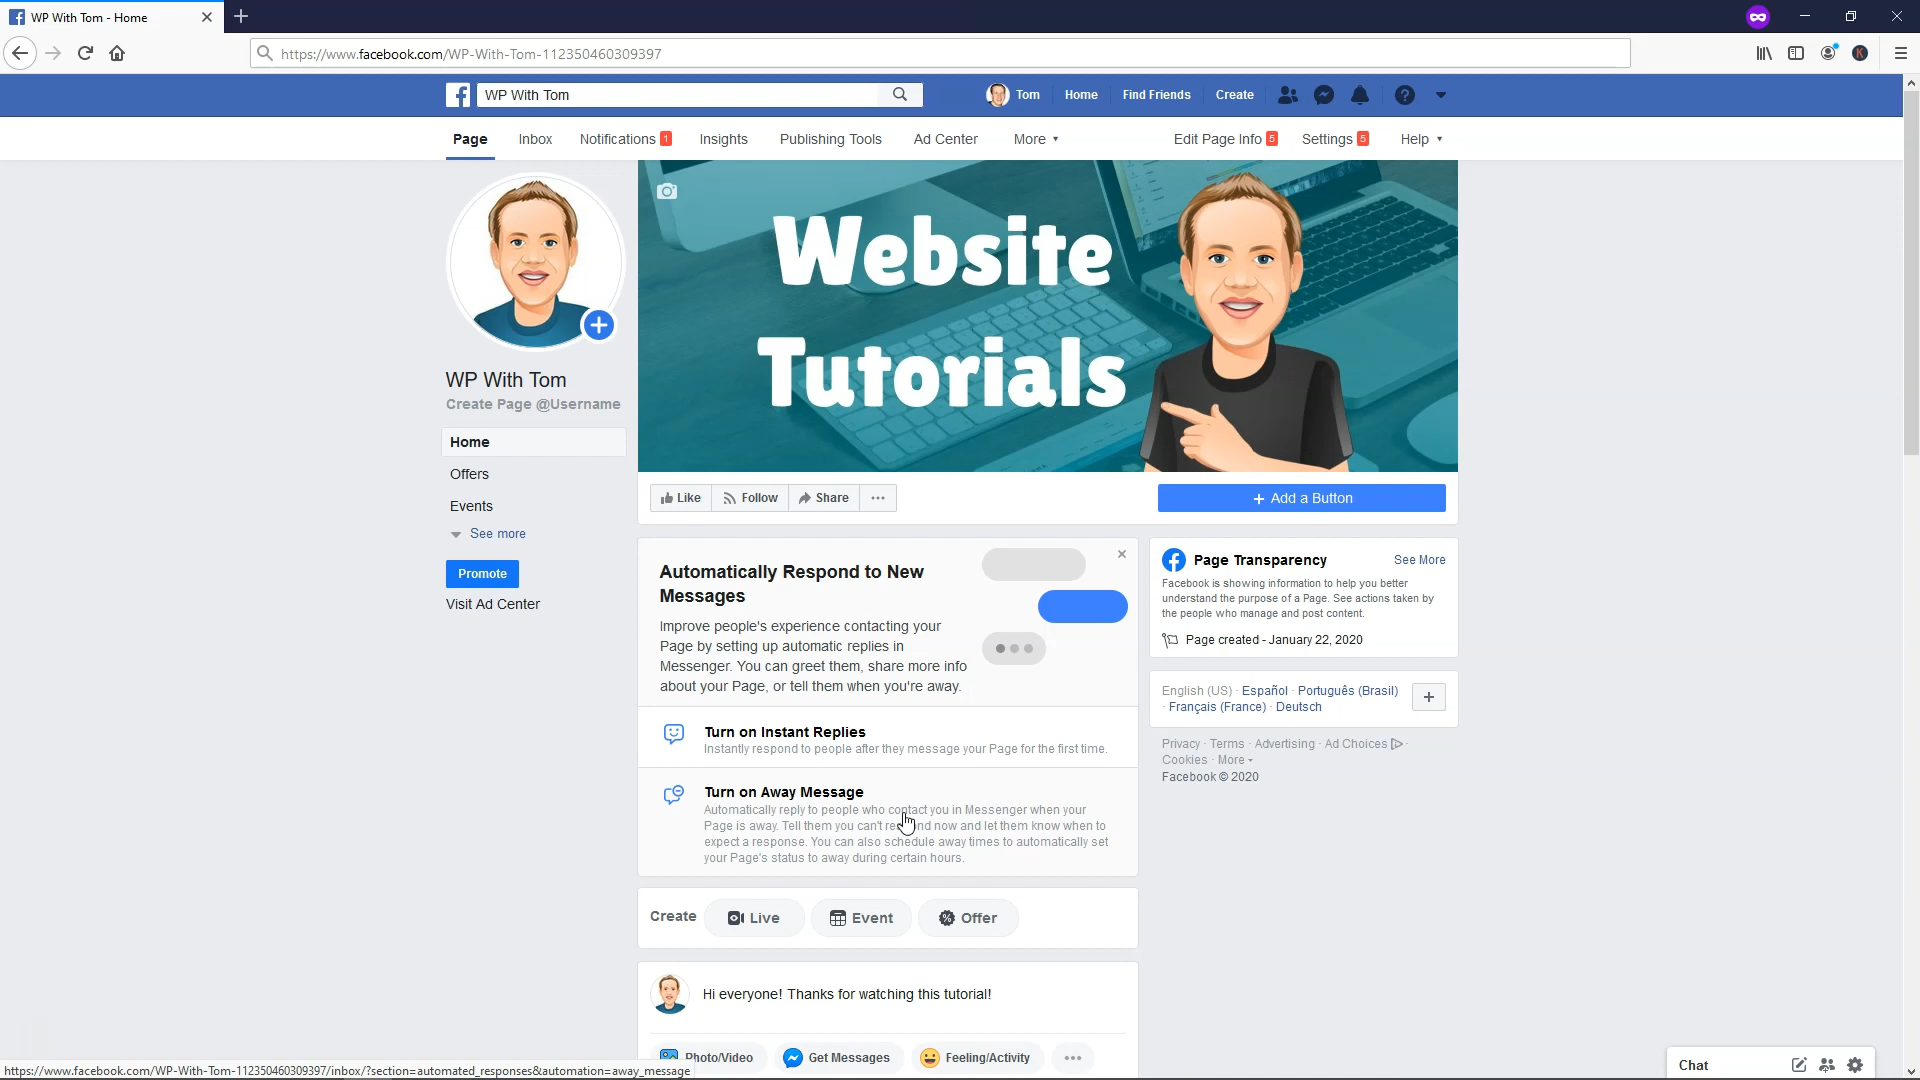 WP With Tom - Home
https://www.facebook.com/WP-With-Tom-112350460309397
WP With Tom
Tom
Home
Find Friends
Create
Page
Inbox
Notifications 1
Insights
Publishing Tools
Ad Center
More
Edit Page Info 5
Settings 5
Help
Website
Tutorials
WP With Tom
Create Page @Username
Home
Offers
Events
See more
Promote
Visit Ad Center
Like
Follow
Share
+ Add a Button
Automatically Respond to New
Messages
Improve people's experience contacting your
Page by setting up automatic replies in
Messenger. You can greet them, share more info
about your Page, or tell them when you're away.
Turn on Instant Replies
Instantly respond to people after they message your Page for the first time.
Turn on Away Message
Automatically reply to people who contact you in Messenger when your
Page is away. Tell them you can't respond now and let them know when to
expect a response. You can also schedule away times to automatically set
your Page's status to away during certain hours.
Create
Live
Event
Offer
Hi everyone! Thanks for watching this tutorial!
Photo/Video
Get Messages
Feeling/Activity
Page Transparency
See More
Facebook is showing information to help you better
understand the purpose of a Page. See actions taken by
the people who manage and post content.
Page created - January 22, 2020
English (US) · Español · Português (Brasil)
· Français (France) · Deutsch
Privacy · Terms · Advertising · Ad Choices ·
Cookies · More
Facebook © 2020
Chat
https://www.facebook.com/WP-With-Tom-112350460309397/inbox/?section=automated_responses&automation=away_message